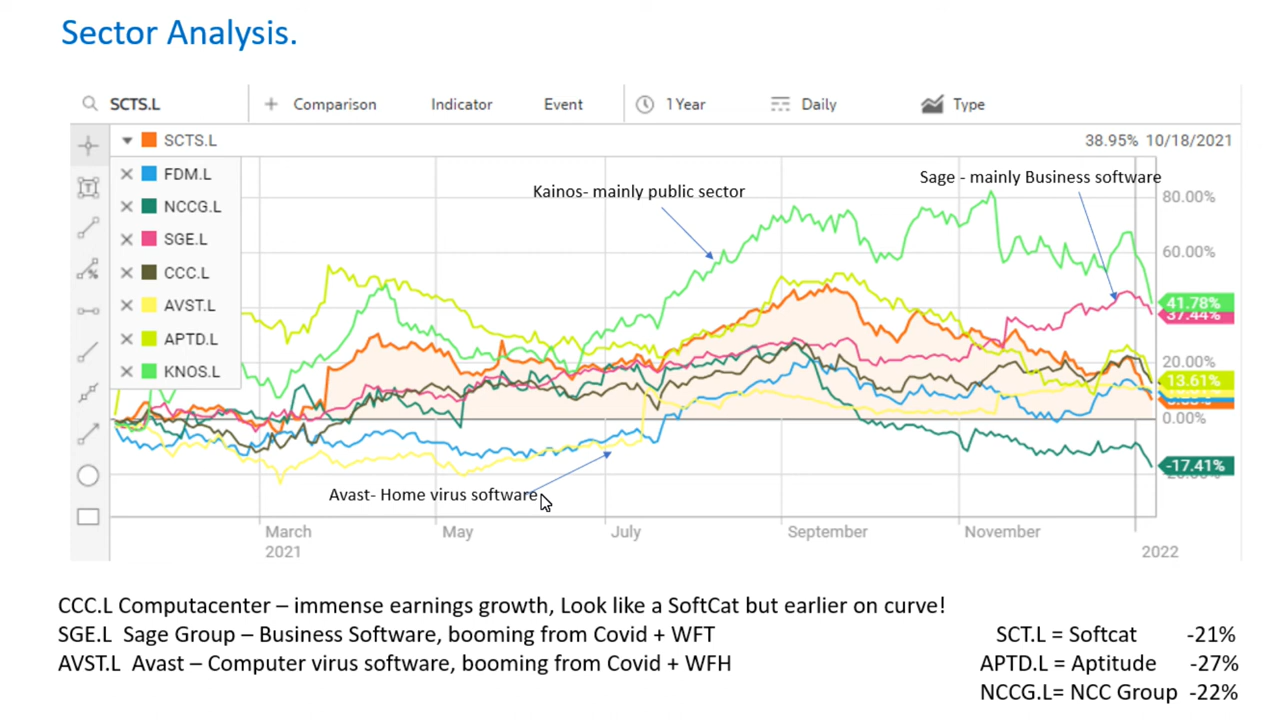 Sector Analysis.
SCTS.L + Comparison Indicator Event 1 Year Daily Type
SCTS.L 38.95% 10/18/2021
FDM.L
NCCG.L
SGE.L
CCC.L
AVST.L
APTD.L
KNOS.L
Kainos- mainly public sector
Sage - mainly Business software
Avast- Home virus software
80.00%
60.00%
41.78%
37.44%
20.00%
13.61%
0.00%
-17.41%
March May July September November
2021 2022
CCC.L Computacenter – immense earnings growth, Look like a SoftCat but earlier on curve!
SGE.L Sage Group – Business Software, booming from Covid + WFT
AVST.L Avast – Computer virus software, booming from Covid + WFH
SCT.L = Softcat -21%
APTD.L = Aptitude -27%
NCCG.L= NCC Group -22%